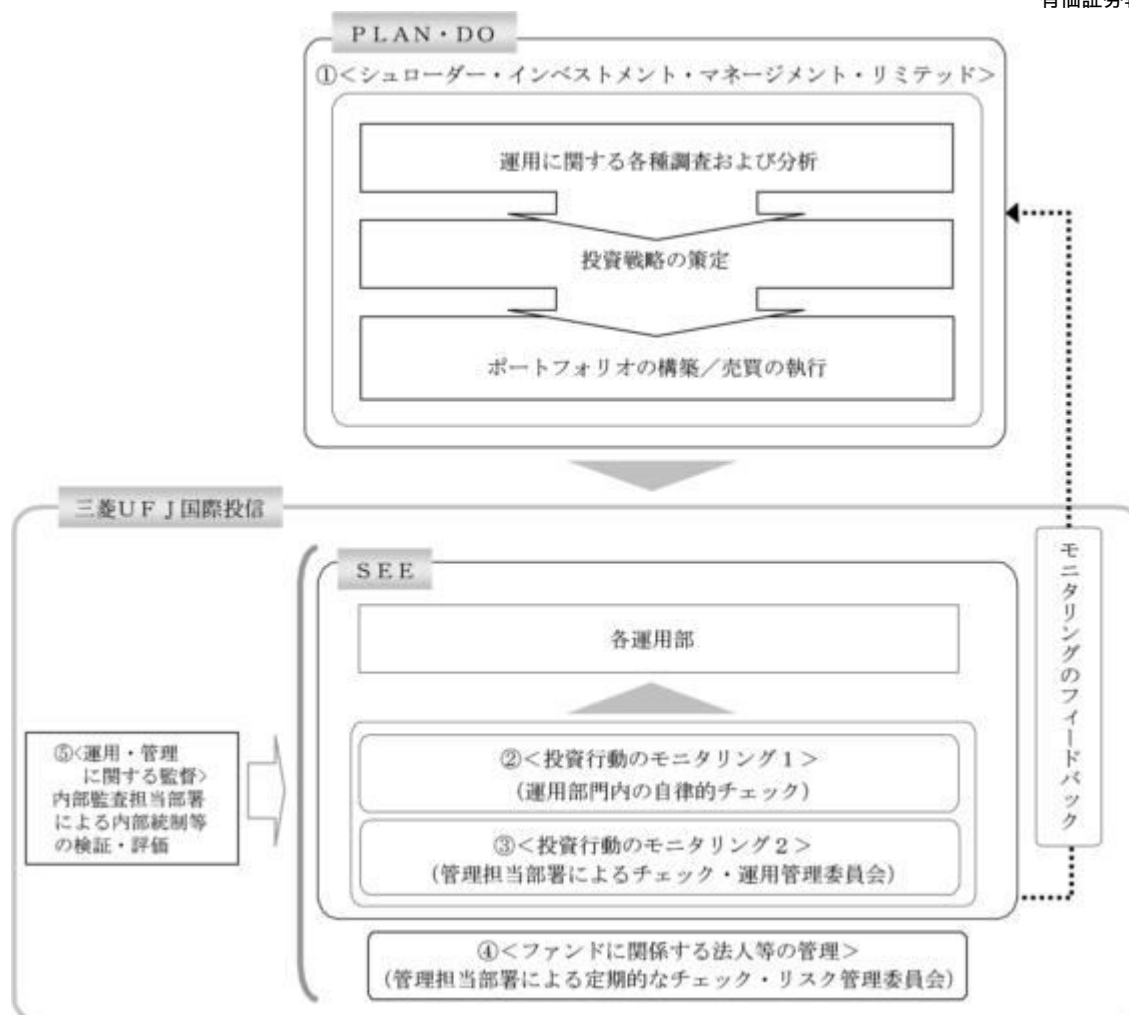 PLAN・DO
①＜シュローダー・インベストメント・マネージメント・リミテッド＞
運用に関する各種調査および分析
投資戦略の策定
ポートフォリオの構築／売買の執行
三菱ＵＦＪ国際投信
ＳＥＥ
各運用部
②＜投資行動のモニタリング１＞
（運用部門内の自律的チェック）
③＜投資行動のモニタリング２＞
（管理担当部署によるチェック・運用管理委員会）
④＜ファンドに関係する法人等の管理＞
（管理担当部署による定期的なチェック・リスク管理委員会）
⑤＜運用・管理
に関する監督＞
内部監査担当部署
による内部統制等
の検証・評価
モニタリングのフィードバック